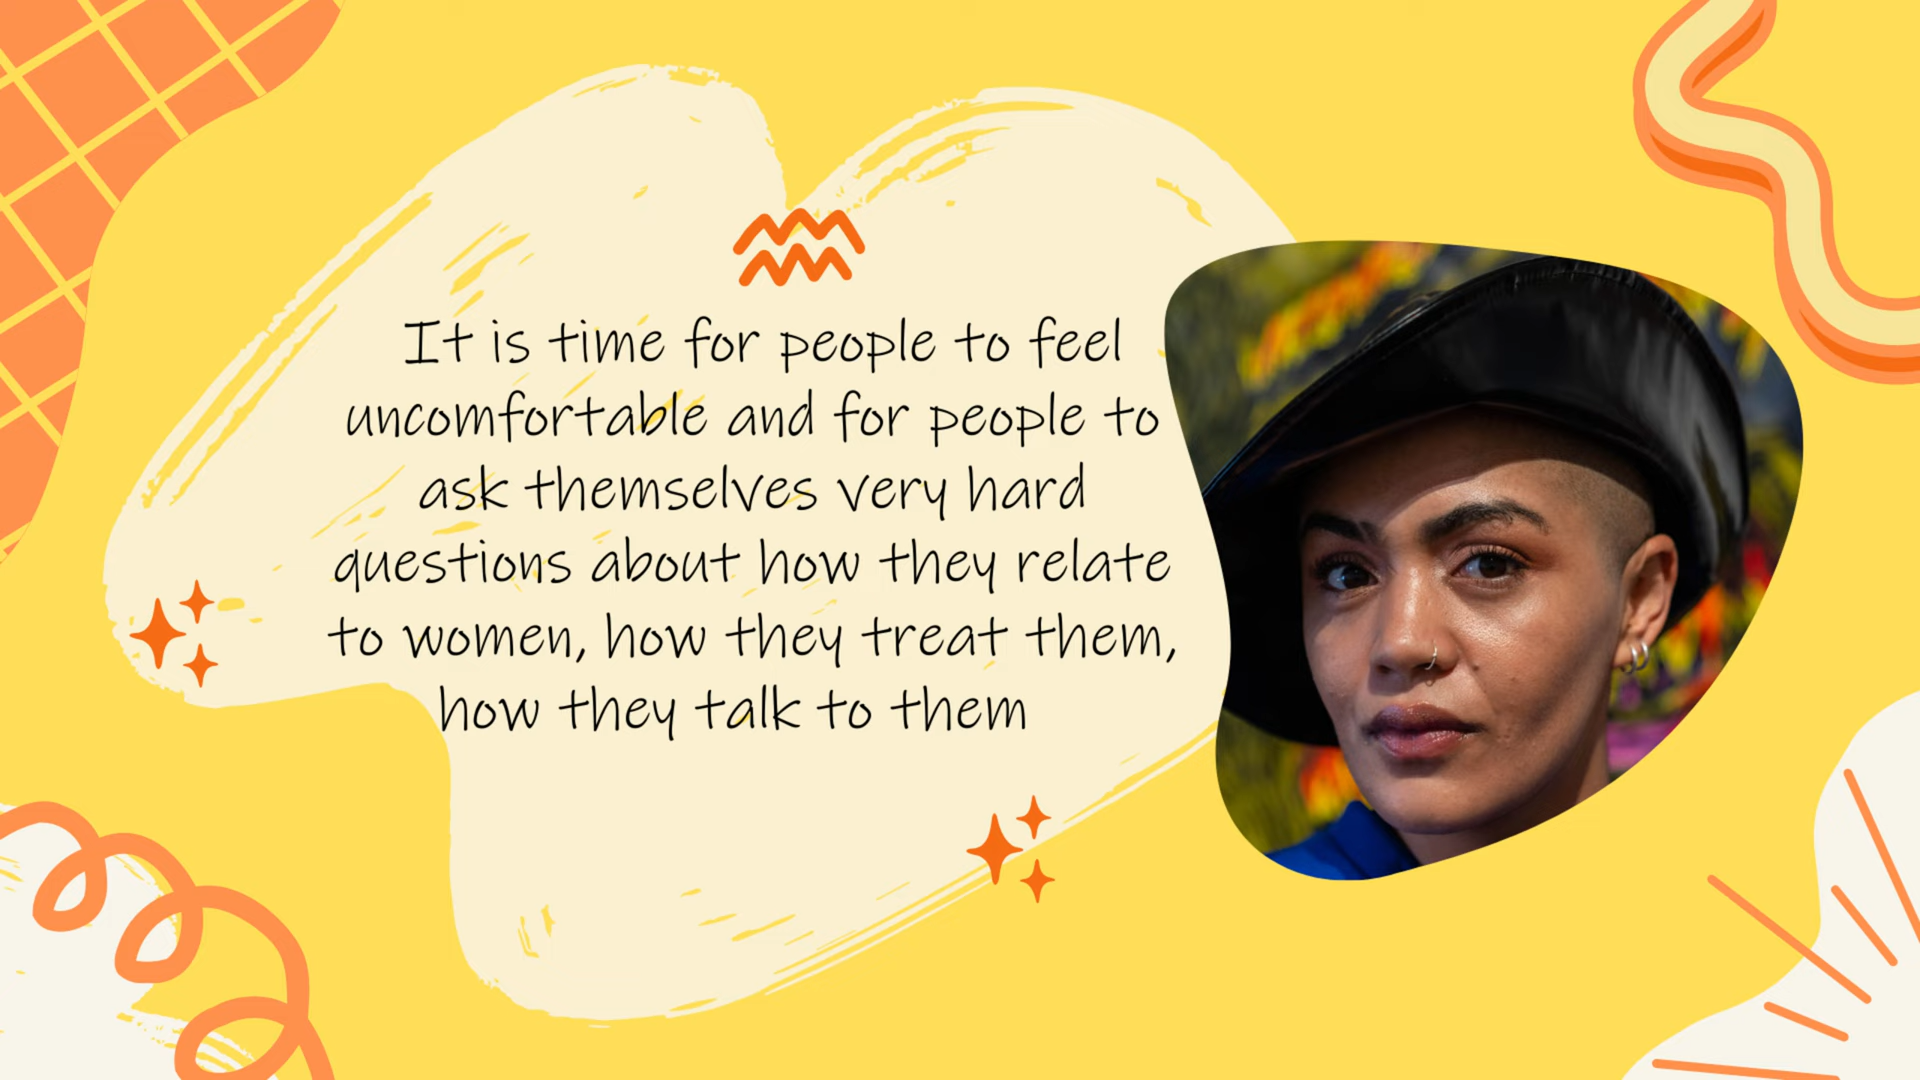 It is time for people to feel
uncomfortable and for people to
ask themselves very hard
questions about how they relate
to women, how they treat them,
how they talk to them